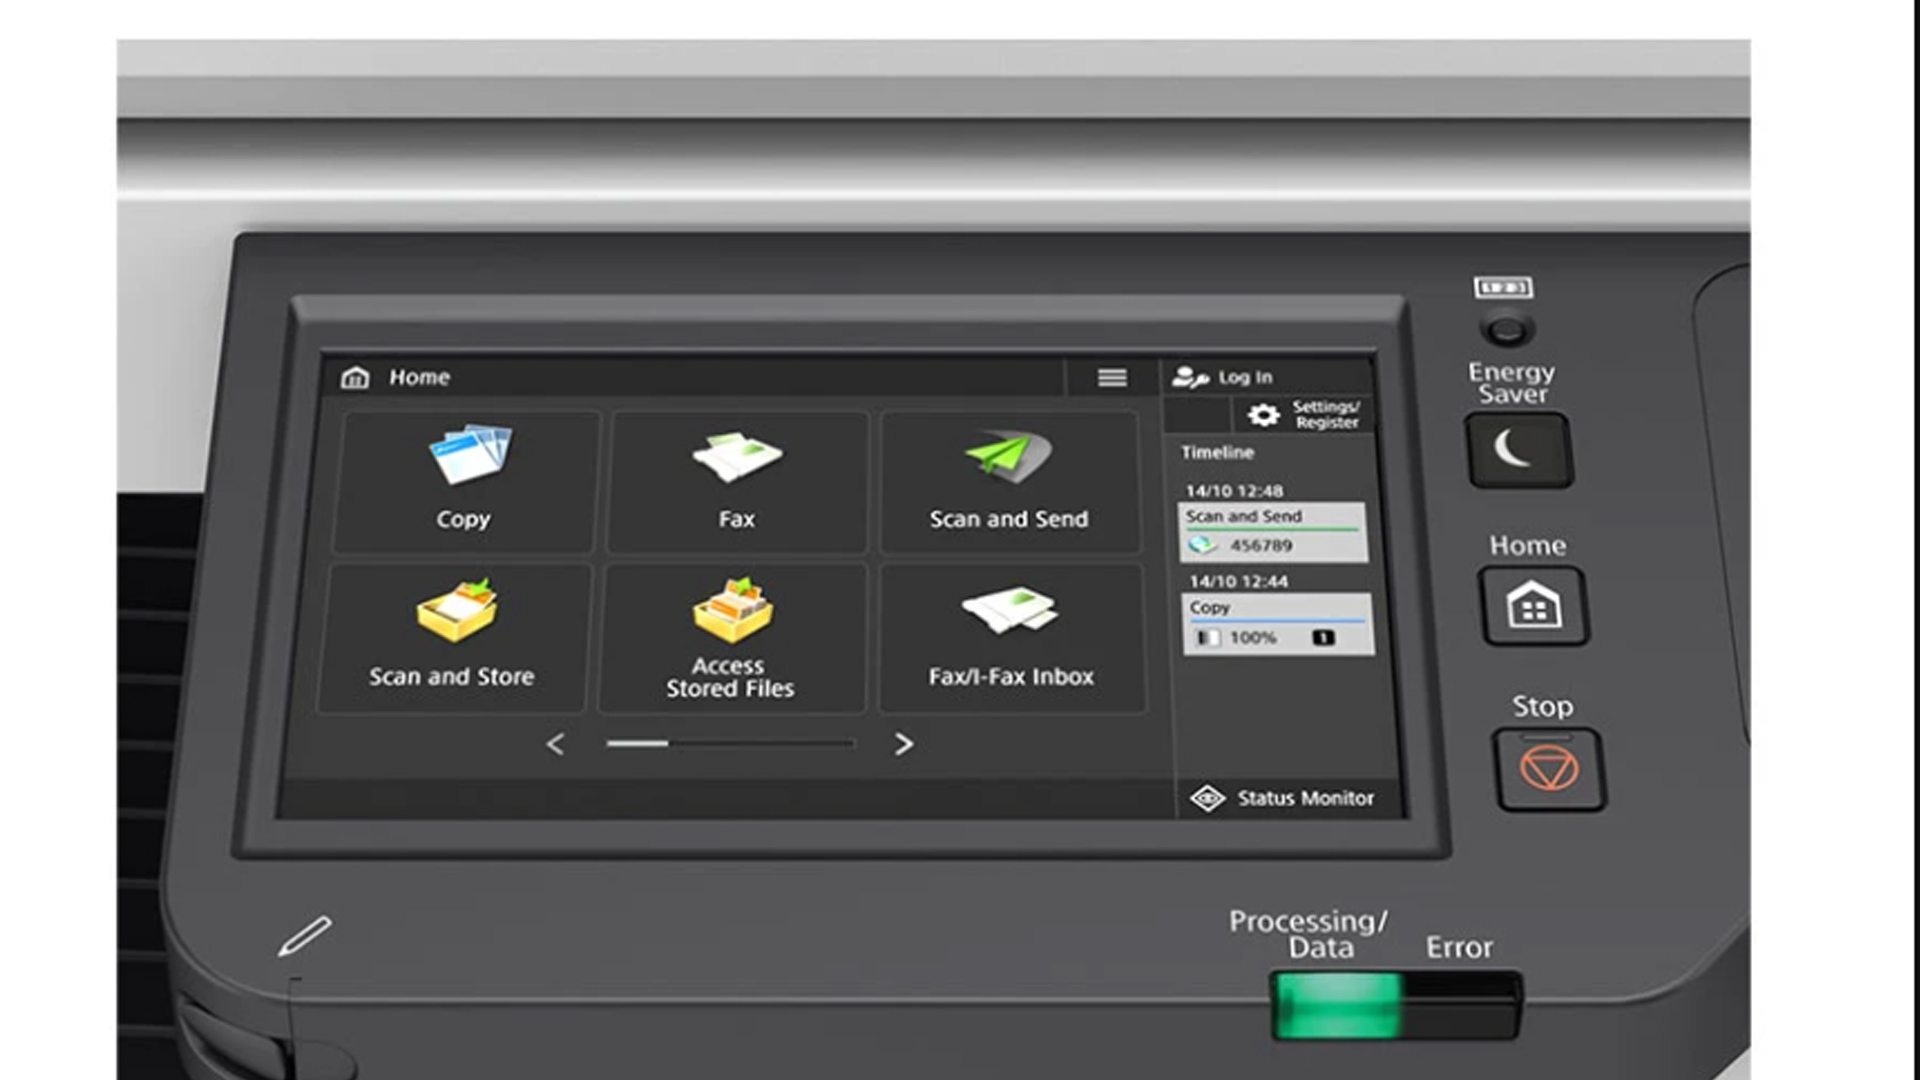 123
Energy
Saver
Home
Log In
Settings/
Register
Copy
Fax
Scan and Send
Scan and Store
Access
Stored Files
Fax/I-Fax Inbox
Timeline
14/10 12:48
Scan and Send
456789
14/10 12:44
Copy
100% 1
Status Monitor
Home
Stop
Processing/
Data
Error